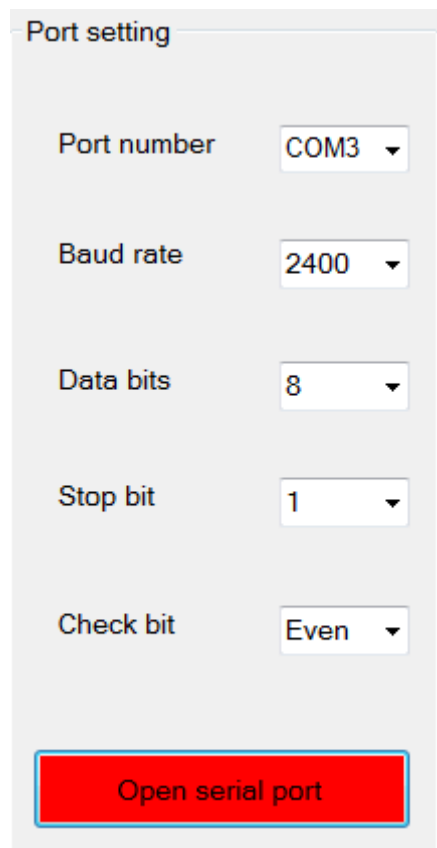 Port setting
Port number COM3
Baud rate 2400
Data bits 8
Stop bit 1
Check bit Even
Open serial port